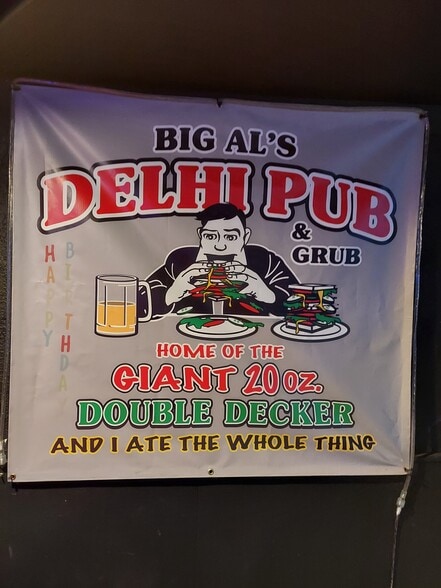 BIG AL'S
DELHI PUB
& GRUB
HAPPY
BIRTHDA
HOME OF THE
GIANT 20 OZ.
DOUBLE DECKER
AND I ATE THE WHOLE THING